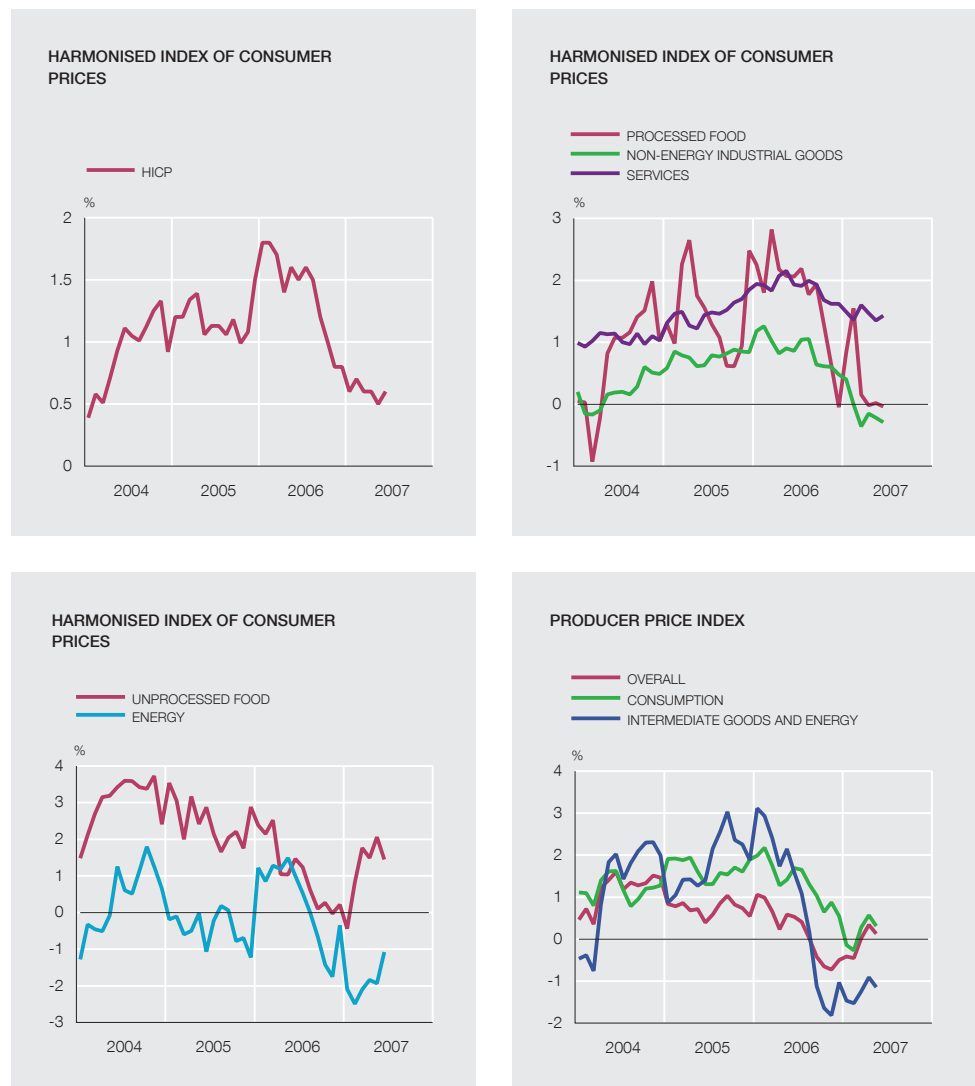 HARMONISED INDEX OF CONSUMER
PRICES
HICP
%
2
1.5
1
0.5
0
2004 2005 2006 2007
HARMONISED INDEX OF CONSUMER
PRICES
PROCESSED FOOD
NON-ENERGY INDUSTRIAL GOODS
SERVICES
%
3
2
1
0
-1
2004 2005 2006 2007
HARMONISED INDEX OF CONSUMER
PRICES
UNPROCESSED FOOD
ENERGY
%
4
3
2
1
0
-1
-2
-3
2004 2005 2006 2007
PRODUCER PRICE INDEX
OVERALL
CONSUMPTION
INTERMEDIATE GOODS AND ENERGY
%
4
3
2
1
0
-1
-2
2004 2005 2006 2007